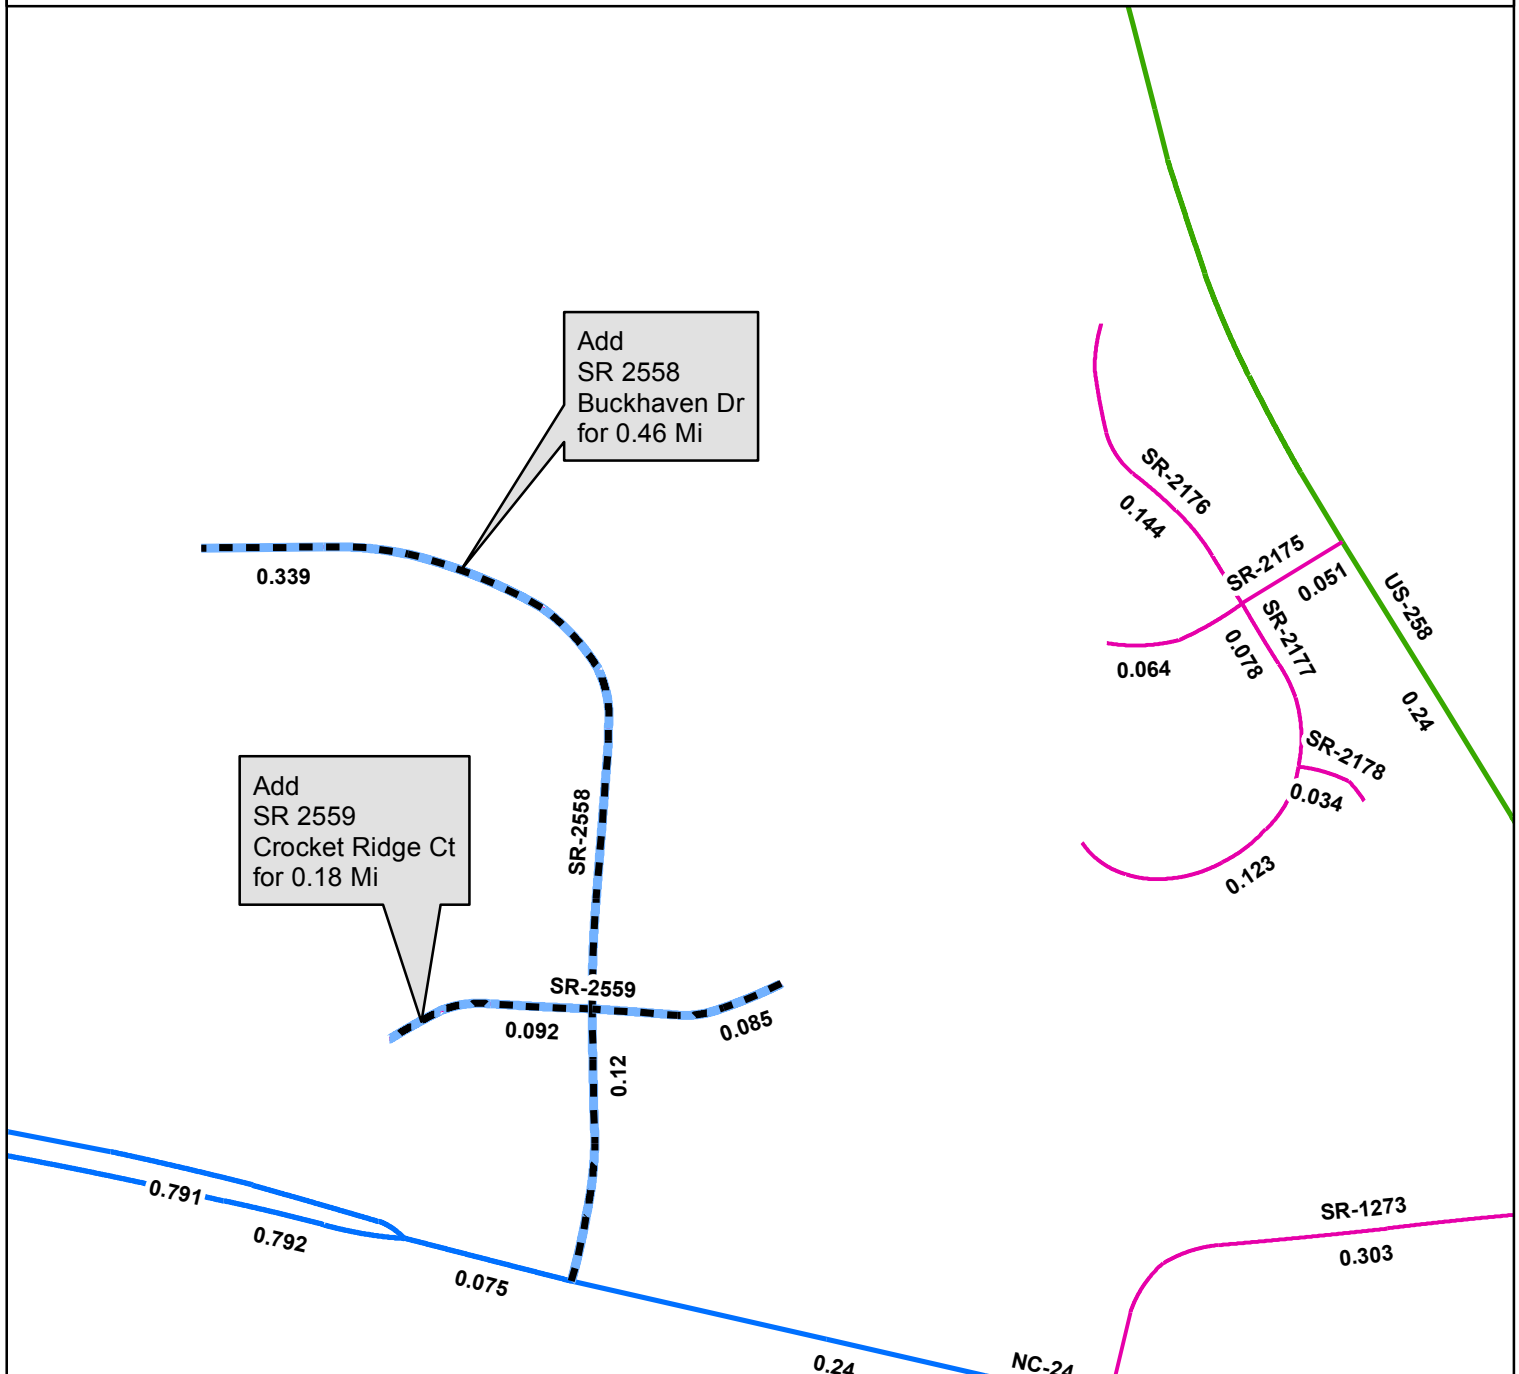 Add
SR 2558
Buckhaven Dr
for 0.46 Mi
SR-2176
0.144
SR-2175
0.051
0.339
US-258
SR-2177
0.078
0.064
0.24
SR-2178
0.034
Add
SR 2559
Crocket Ridge Ct
for 0.18 Mi
SR-2558
0.123
SR-2559
0.092
0.085
0.12
0.791
0.792
0.075
SR-1273
0.303
0.24
NC-24